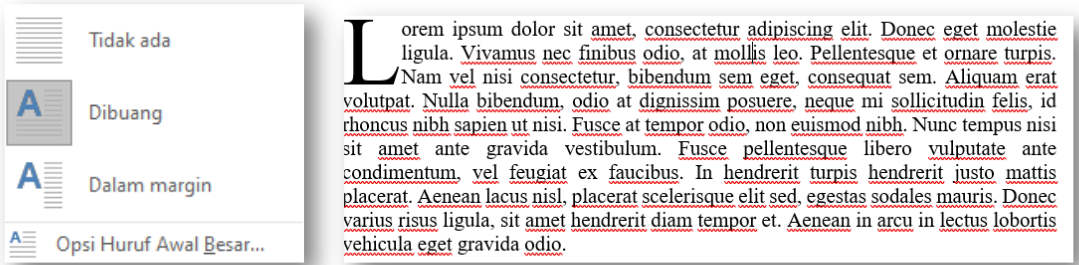 Tidak ada
Dibuang
Dalam margin
Opsi Huruf Awal Besar...
Lorem ipsum dolor sit amet, consectetur adipiscing elit. Donec eget molestie
ligula. Vivamus nec finibus odio, at mollis leo. Pellentesque et ornare turpis.
Nam vel nisi consectetur, bibendum sem eget, consequat sem. Aliquam erat
volutpat. Nulla bibendum, odio at dignissim posuere, neque mi sollicitudin felis, id
rhoncus nibh sapien ut nisi. Fusce at tempor odio, non euismod nibh. Nunc tempus nisi
sit amet ante gravida vestibulum. Fusce pellentesque libero vulputate ante
condimentum, vel feugiat ex faucibus. In hendrerit turpis hendrerit justo mattis
placerat. Aenean lacus nisl, placerat scelerisque elit sed, egestas sodales mauris. Donec
varius risus ligula, sit amet hendrerit diam tempor et. Aenean in arcu in lectus lobortis
vehicula eget gravida odio.